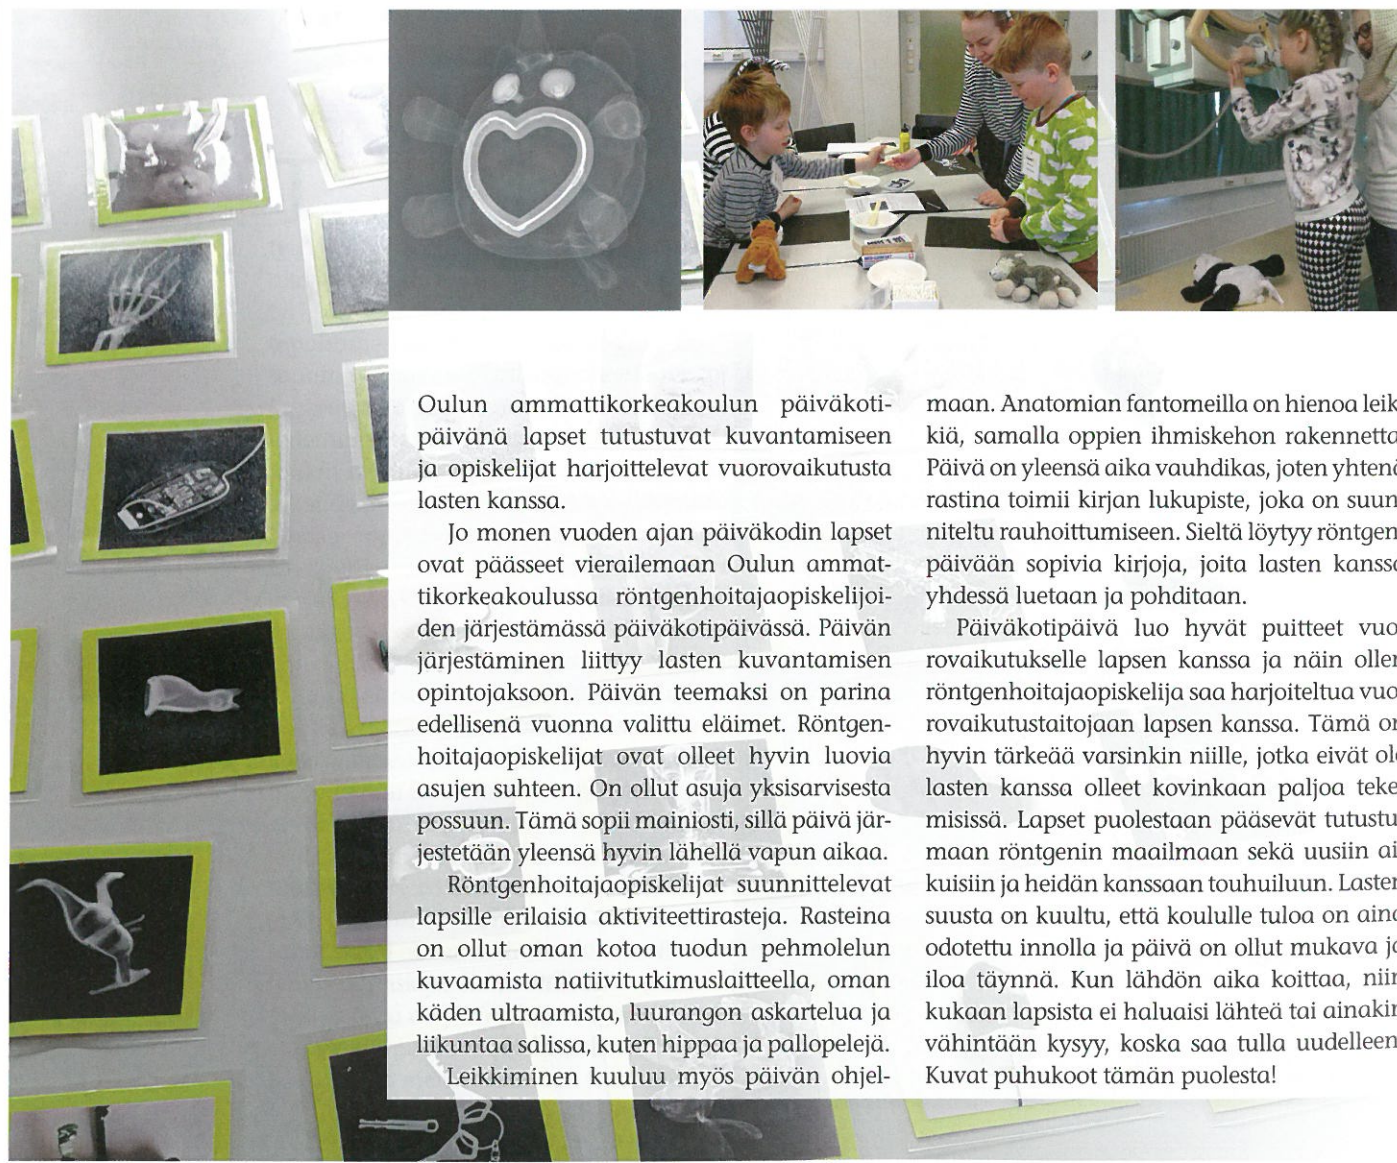 Oulun ammattikorkeakoulun päiväkoti-
päivänä lapset tutustuvat kuvantamiseen
ja opiskelijat harjoittelevat vuorovaikutusta
lasten kanssa.
Jo monen vuoden ajan päiväkodin lapset
ovat päässeet vierailemaan Oulun ammat-
tikorkeakoulussa röntgenhoitajaopiskelijoi-
den järjestämässä päiväkotipäivässä. Päivän
järjestäminen liittyy lasten kuvantamisen
opintojaksoon. Päivän teemaksi on parina
edellisenä vuonna valittu eläimet. Röntgen-
hoitajaopiskelijat ovat olleet hyvin luovia
asujen suhteen. On ollut asuja yksisarvisesta
possuun. Tämä sopii mainiosti, sillä päivä jär-
jestetään yleensä hyvin lähellä vapun aikaa.
Röntgenhoitajaopiskelijat suunnittelevat
lapsille erilaisia aktiviteettirasteja. Rasteina
on ollut oman kotoa tuodun pehmolelun
kuvaamista natiivitutkimuslaitteella, oman
käden ultraamista, luurangon askartelua ja
liikuntaa salissa, kuten hippaa ja pallopelejä.
Leikkiminen kuuluu myös päivän ohjel-
maan. Anatomian fantomeilla on hienoa leik
kiä, samalla oppien ihmiskehon rakennetta
Päivä on yleensä aika vauhdikas, joten yhtenä
rastina toimii kirjan lukupiste, joka on suun
niteltu rauhoittumiseen. Sieltä löytyy röntgen
päivään sopivia kirjoja, joita lasten kanssa
yhdessä luetaan ja pohditaan.
Päiväkotipäivä luo hyvät puitteet vuo
rovaikutukselle lapsen kanssa ja näin ollen
röntgenhoitajaopiskelija saa harjoiteltua vuo
rovaikutustaitojaan lapsen kanssa. Tämä on
hyvin tärkeää varsinkin niille, jotka eivät ole
lasten kanssa olleet kovinkaan paljoa teke
misissä. Lapset puolestaan pääsevät tutustu
maan röntgenin maailmaan sekä uusiin ai
kuisiin ja heidän kanssaan touhuiluun. Lasten
suusta on kuultu, että koululle tuloa on aina
odotettu innolla ja päivä on ollut mukava ja
iloa täynnä. Kun lähdön aika koittaa, niin
kukaan lapsista ei haluaisi lähteä tai ainakin
vähintään kysyy, koska saa tulla uudelleen
Kuvat puhukoot tämän puolesta!